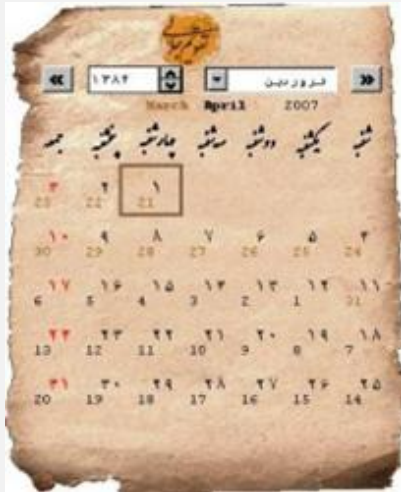 فروردین ۱۳۸۶
March April 2007
شنبه یکشنبه دوشنبه سه‌شنبه چهارشنبه پنجشنبه جمعه
۱ ۲ ۳
21 22 23
۴ ۵ ۶ ۷ ۸ ۹ ۱۰
24 25 26 27 28 29 30
۱۱ ۱۲ ۱۳ ۱۴ ۱۵ ۱۶ ۱۷
31 1 2 3 4 5 6
۱۸ ۱۹ ۲۰ ۲۱ ۲۲ ۲۳ ۲۴
7 8 9 10 11 12 13
۲۵ ۲۶ ۲۷ ۲۸ ۲۹ ۳۰ ۳۱
14 15 16 17 18 19 20